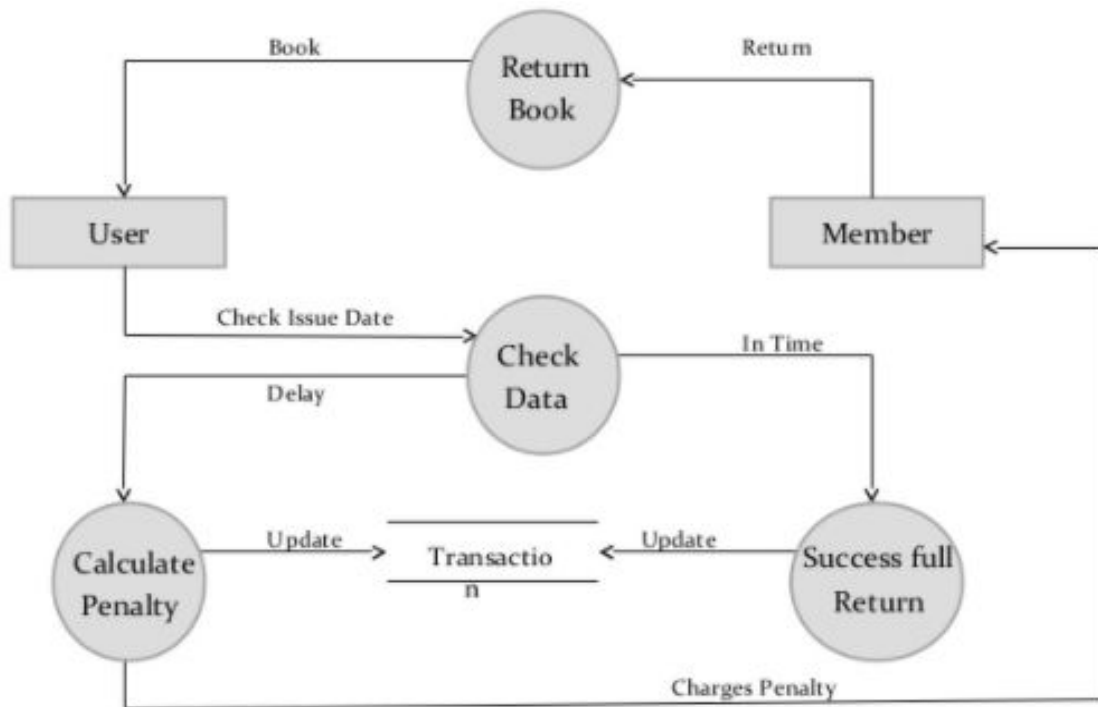 Book
Return
Return
Book
User
Member
Check Issue Date
In Time
Check
Data
Delay
Update
Update
Calculate
Penalty
Transactio
n
Success full
Return
Charges Penalty